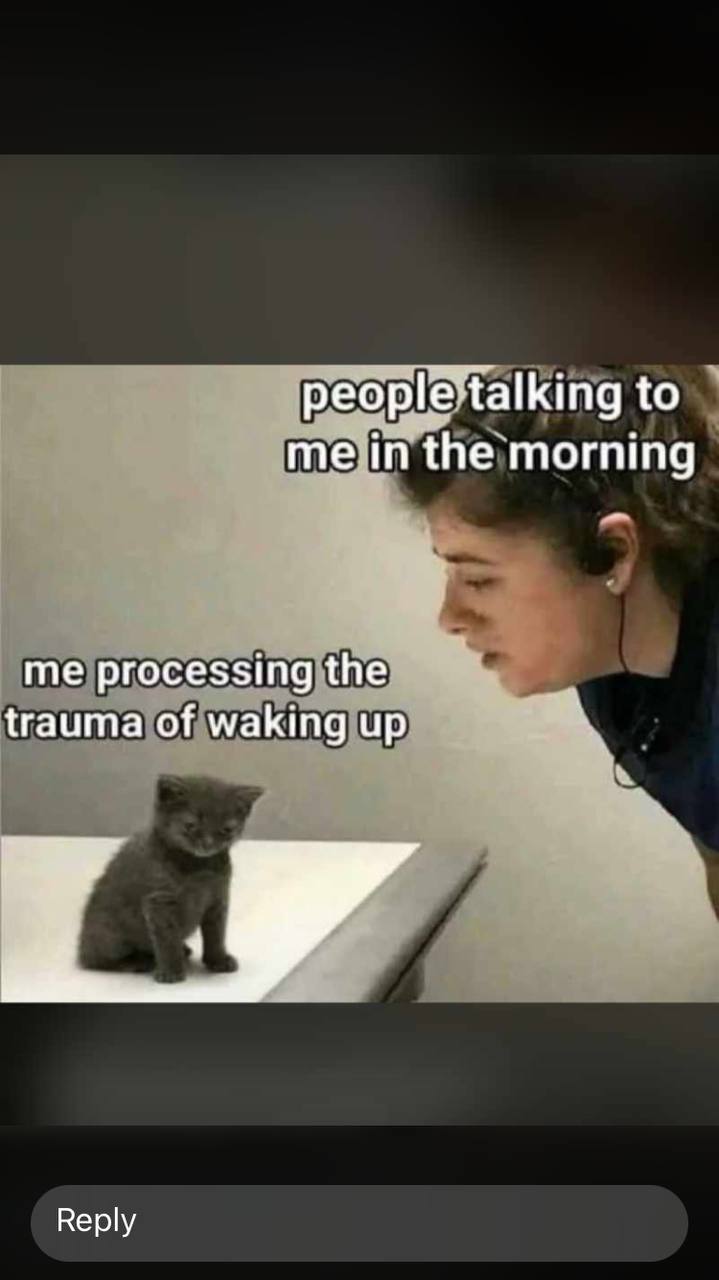 people talking to
me in the morning
me processing the
trauma of waking up
Reply